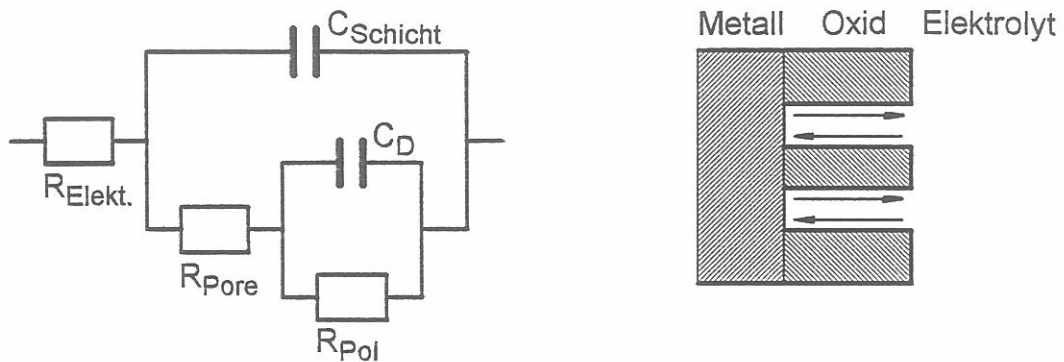 C_Schicht
C_D
R_Elekt.
R_Pore
R_Pol
Metall Oxid Elektrolyt